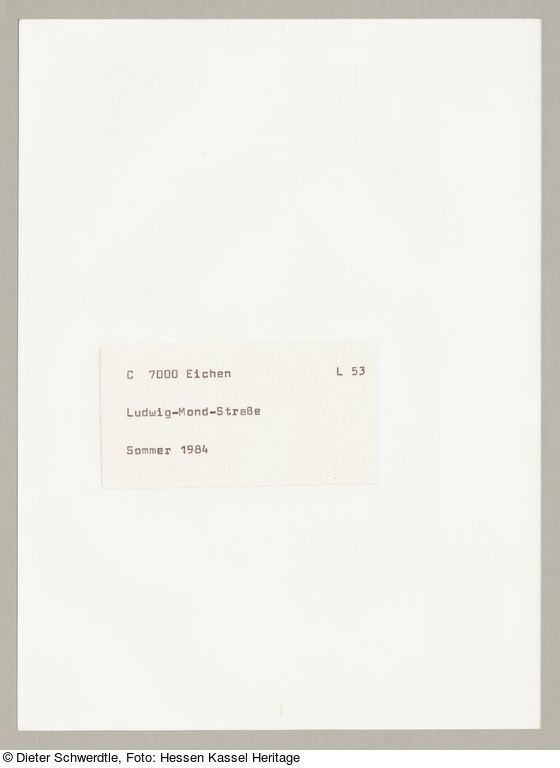 C 7000 Eichen L 53
Ludwig-Mond-Straße
Sommer 1984
© Dieter Schwerdtle, Foto: Hessen Kassel Heritage